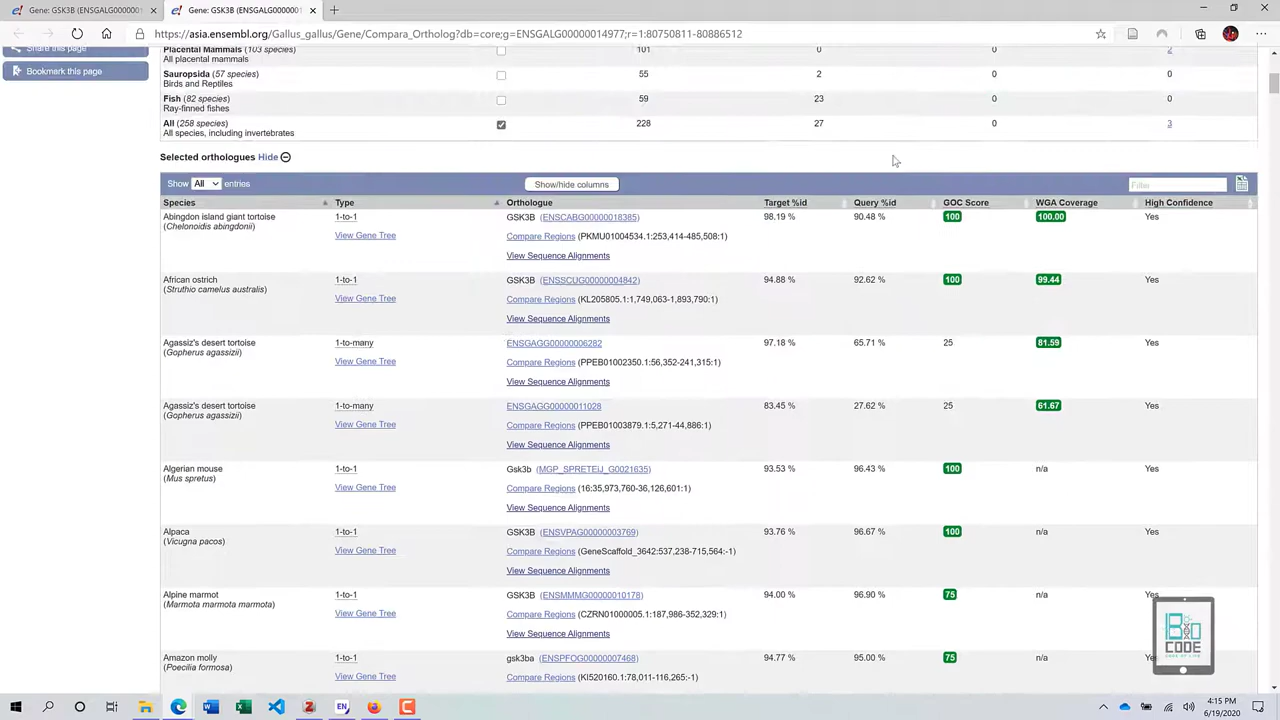 Gene: GSK3B (ENSGALG00000001
Gene: GSK3B (ENSGALG00000001
https://asia.ensembl.org/Gallus_gallus/Gene/Compara_Ortholog?db=core;g=ENSGALG00000014977;r=1:80750811-80886512
Share this page
Bookmark this page
Placental Mammals (103 species) 101 0 0 2
All placental mammals
Sauropsida (57 species) 55 2 0 0
Birds and Reptiles
Fish (82 species) 59 23 0 0
Ray-finned fishes
All (258 species) 228 27 0 3
All species, including invertebrates
Selected orthologues Hide
Show All entries Show/hide columns Filter
Species Type Orthologue Target %id Query %id GOC Score WGA Coverage High Confidence
Abingdon island giant tortoise 1-to-1 GSK3B (ENSCABG00000018385) 98.19 % 90.48 % 100 100.00 Yes
(Chelonoidis abingdonii)
View Gene Tree Compare Regions (PKMU01004534.1:253,414-485,508:1)
View Sequence Alignments
African ostrich 1-to-1 GSK3B (ENSSCUG00000004842) 94.88 % 92.62 % 100 99.44 Yes
(Struthio camelus australis)
View Gene Tree Compare Regions (KL205805.1:1,749,063-1,893,790:1)
View Sequence Alignments
Agassiz's desert tortoise 1-to-many ENSGAGG00000006282 97.18 % 65.71 % 25 81.59 Yes
(Gopherus agassizii)
View Gene Tree Compare Regions (PPEB01002350.1:56,352-241,315:1)
View Sequence Alignments
Agassiz's desert tortoise 1-to-many ENSGAGG00000011028 83.45 % 27.62 % 25 61.67 Yes
(Gopherus agassizii)
View Gene Tree Compare Regions (PPEB01003879.1:5,271-44,886:1)
View Sequence Alignments
Algerian mouse 1-to-1 Gsk3b (MGP_SPRETEiJ_G0021635) 93.53 % 96.43 % 100 n/a Yes
(Mus spretus)
View Gene Tree Compare Regions (16:35,973,760-36,126,601:1)
View Sequence Alignments
Alpaca 1-to-1 GSK3B (ENSVPAG00000003769) 93.76 % 96.67 % 100 n/a Yes
(Vicugna pacos)
View Gene Tree Compare Regions (GeneScaffold_3642:537,238-715,564:-1)
View Sequence Alignments
Alpine marmot 1-to-1 GSK3B (ENSMMMG00000010178) 94.00 % 96.90 % 75 n/a Yes
(Marmota marmota marmota)
View Gene Tree Compare Regions (CZRN01000005.1:187,986-352,329:1)
View Sequence Alignments
Amazon molly 1-to-1 gsk3ba (ENSPFOG00000007468) 94.77 % 95.00 % 75 n/a
(Poecilia formosa)
View Gene Tree Compare Regions (KI520160.1:78,011-116,265:-1)
CODE
CODE OF LIFE
4:15 PM
6/19/2020